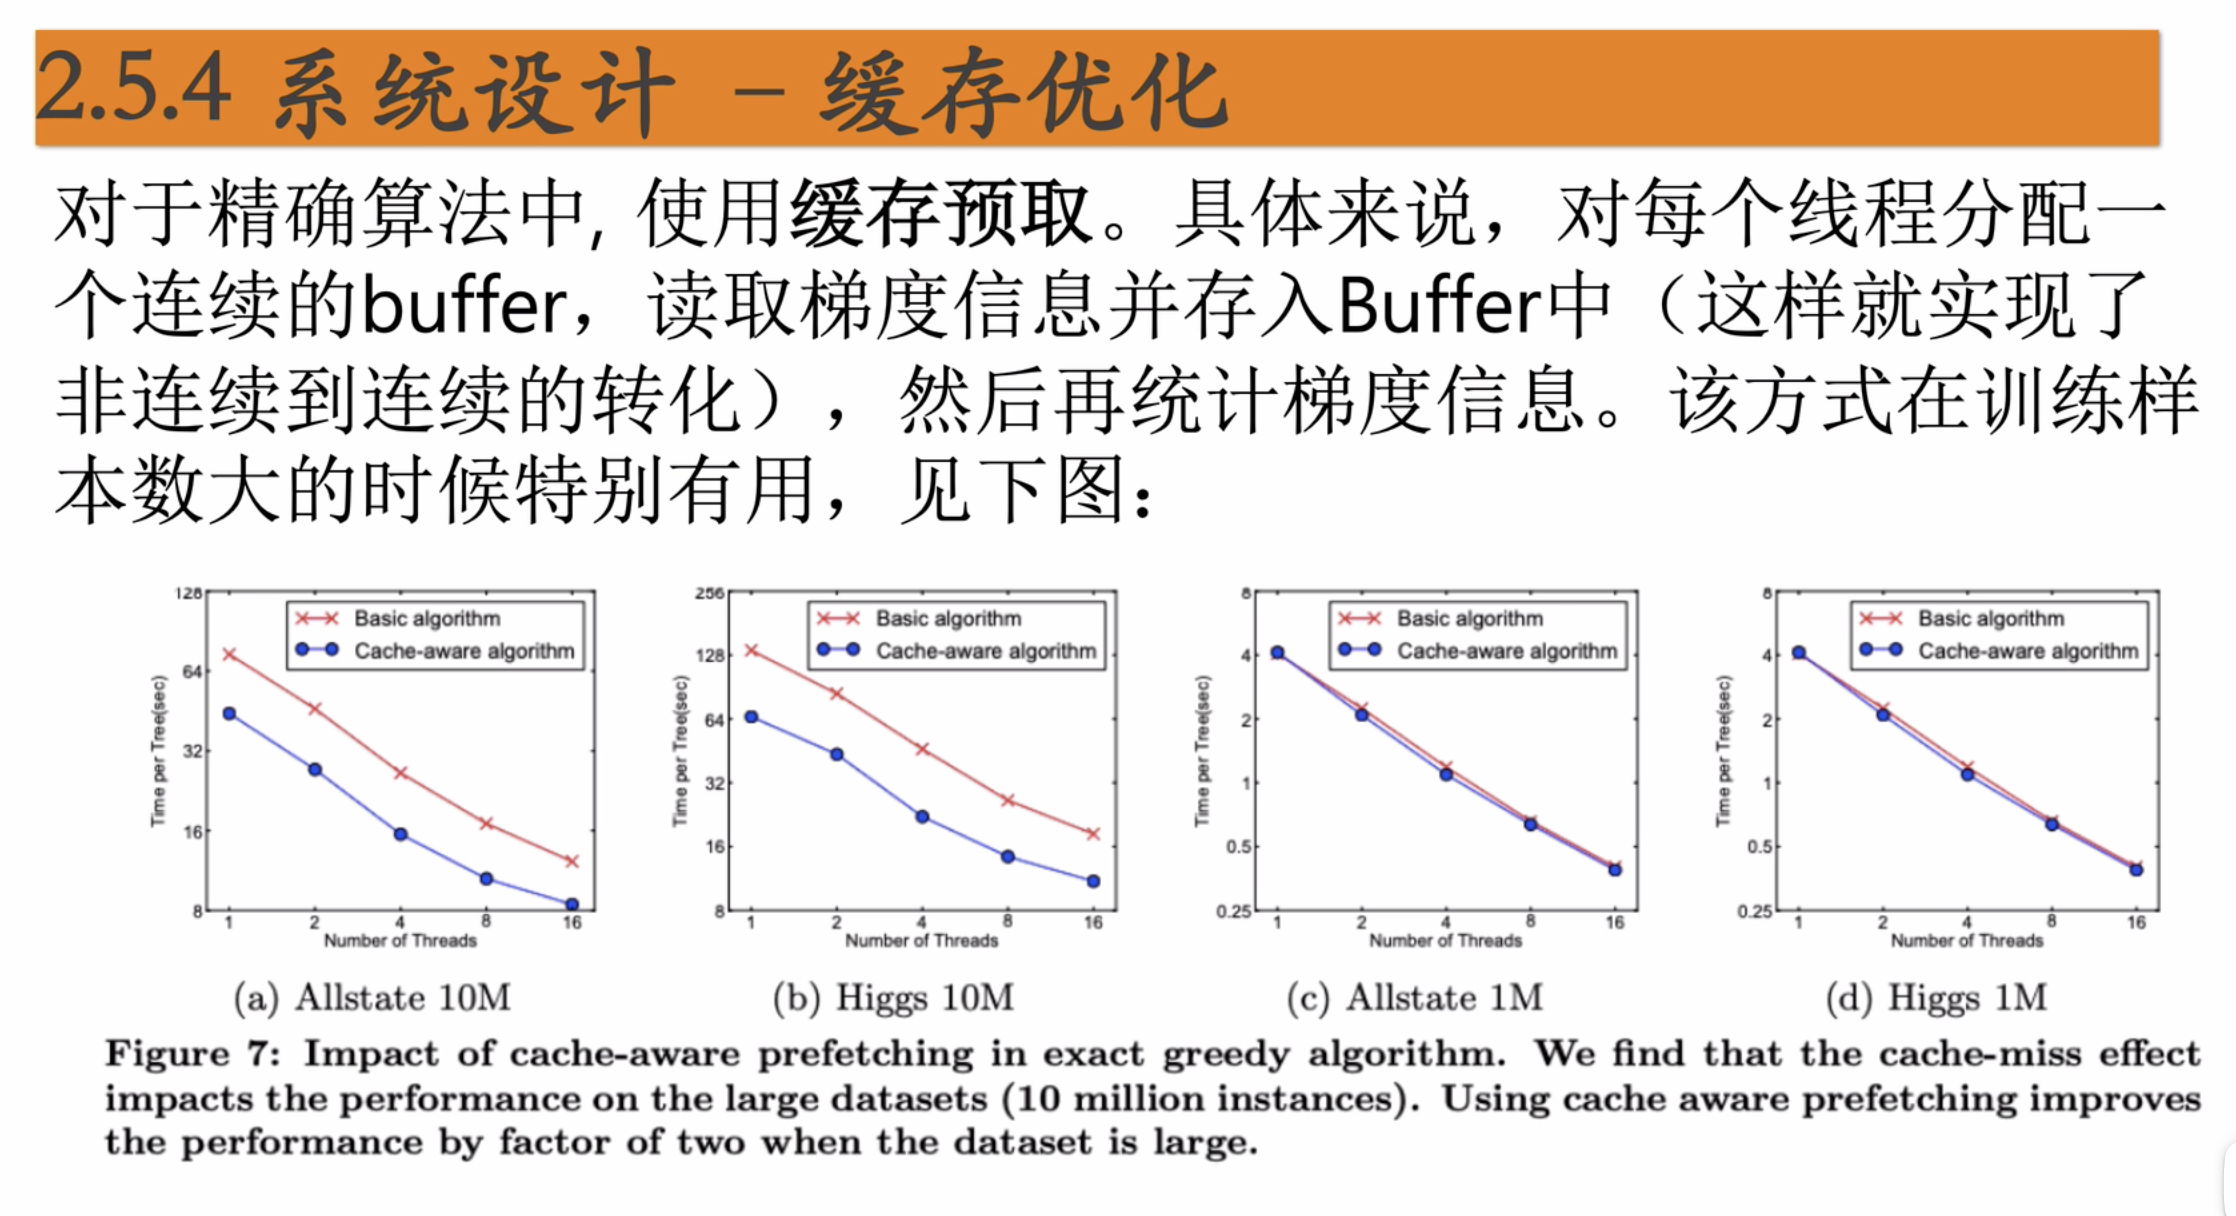 2.5.4 系统设计 – 缓存优化
对于精确算法中, 使用缓存预取。具体来说，对每个线程分配一
个连续的buffer，读取梯度信息并存入Buffer中（这样就实现了
非连续到连续的转化），然后再统计梯度信息。该方式在训练样
本数大的时候特别有用，见下图：
128
64
32
16
8
Time per Tree(sec)
Basic algorithm
Cache-aware algorithm
1 2 4 8 16
Number of Threads
(a) Allstate 10M
256
128
64
32
16
8
Time per Tree(sec)
Basic algorithm
Cache-aware algorithm
1 2 4 8 16
Number of Threads
(b) Higgs 10M
8
4
2
1
0.5
0.25
Time per Tree(sec)
Basic algorithm
Cache-aware algorithm
1 2 4 8 16
Number of Threads
(c) Allstate 1M
8
4
2
1
0.5
0.25
Time per Tree(sec)
Basic algorithm
Cache-aware algorithm
1 2 4 8 16
Number of Threads
(d) Higgs 1M
Figure 7: Impact of cache-aware prefetching in exact greedy algorithm. We find that the cache-miss effect
impacts the performance on the large datasets (10 million instances). Using cache aware prefetching improves
the performance by factor of two when the dataset is large.